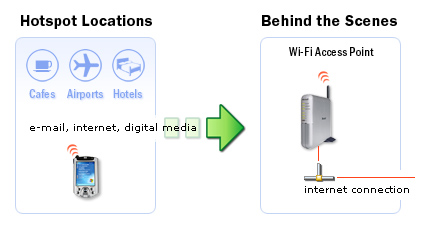 Hotspot Locations
Behind the Scenes
Cafes Airports Hotels
e-mail, internet, digital media
Wi-Fi Access Point
internet connection